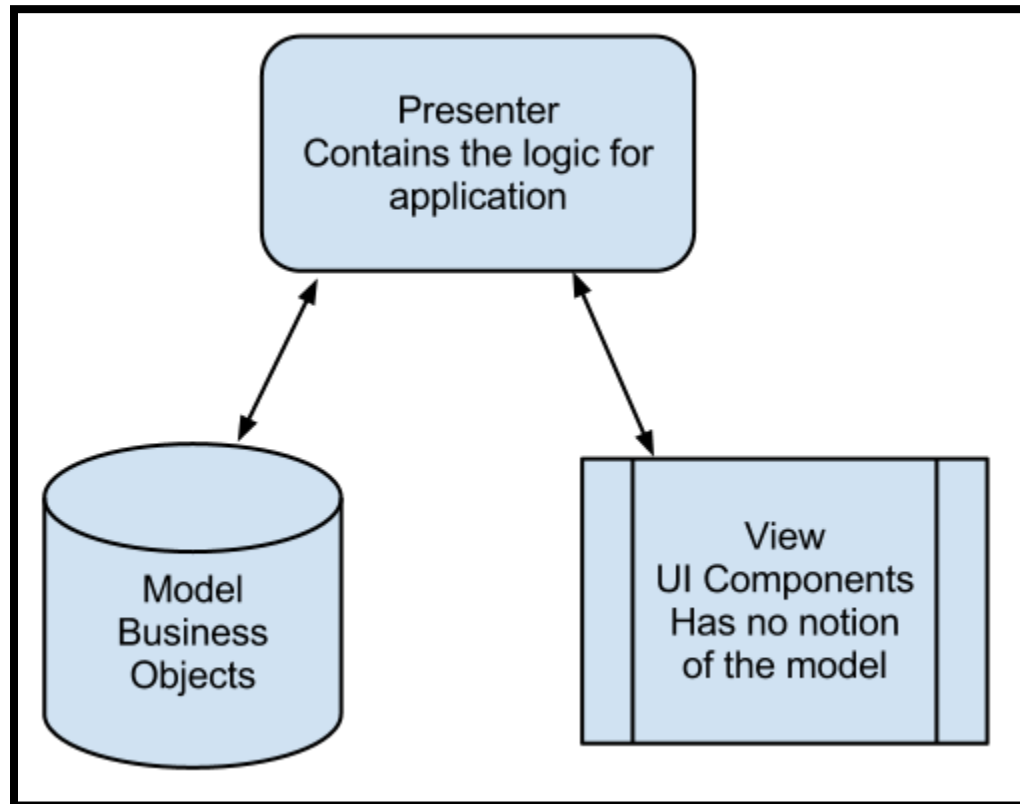 Presenter
Contains the logic for
application
Model
Business
Objects
View
UI Components
Has no notion
of the model